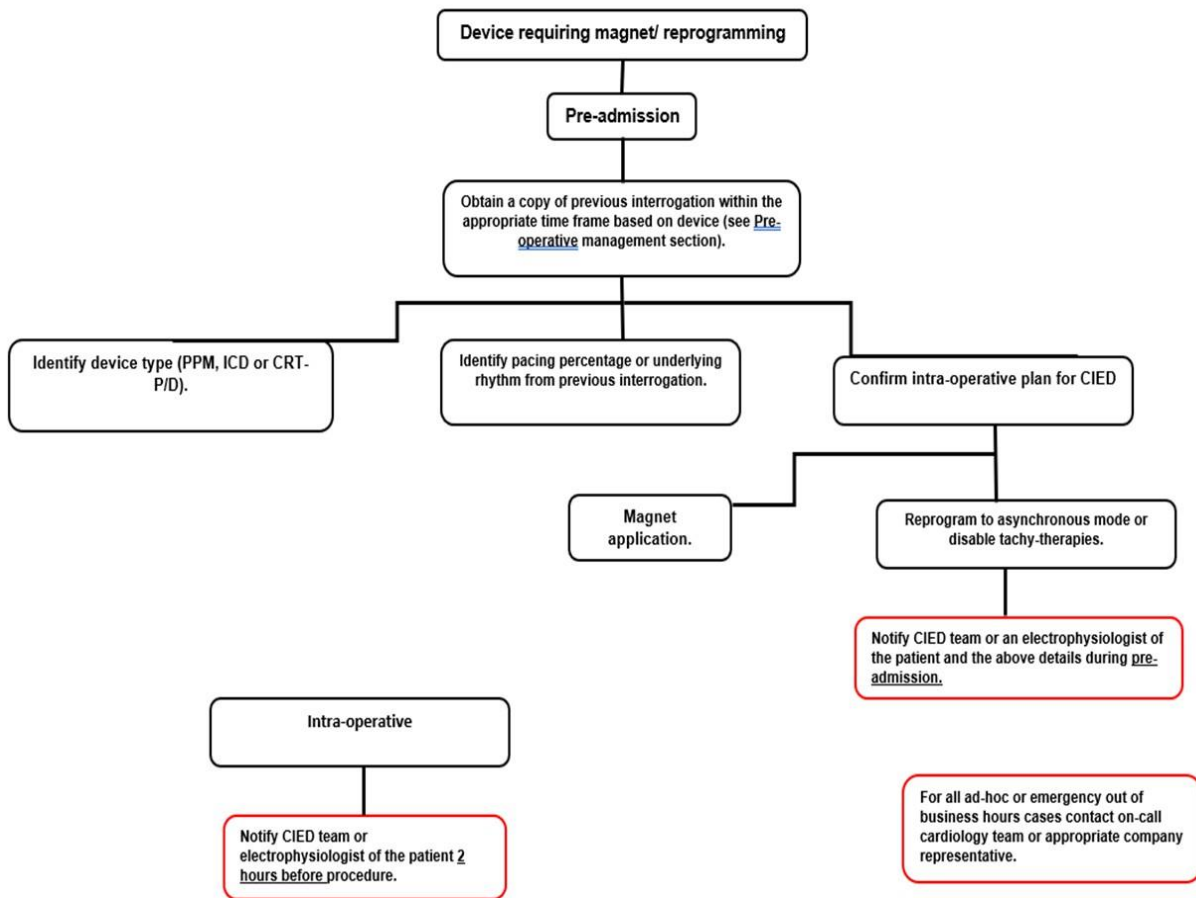 Device requiring magnet/ reprogramming
Pre-admission
Obtain a copy of previous interrogation within the
appropriate time frame based on device (see Pre-
operative management section).
Identify device type (PPM, ICD or CRT-
P/D).
Identify pacing percentage or underlying
rhythm from previous interrogation.
Confirm intra-operative plan for CIED
Magnet
application.
Reprogram to asynchronous mode or
disable tachy-therapies.
Notify CIED team or an electrophysiologist of
the patient and the above details during pre-
admission.
Intra-operative
Notify CIED team or
electrophysiologist of the patient 2
hours before procedure.
For all ad-hoc or emergency out of
business hours cases contact on-call
cardiology team or appropriate company
representative.